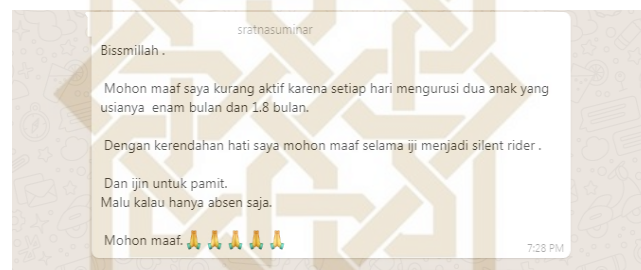 sratnasuminar
Bissmillah .
Mohon maaf saya kurang aktif karena setiap hari mengurusi dua anak yang
usianya enam bulan dan 1.8 bulan.
Dengan kerendahan hati saya mohon maaf selama iji menjadi silent rider .
Dan ijin untuk pamit.
Malu kalau hanya absen saja.
Mohon maaf. 🙏 🙏 🙏 🙏 🙏
7:28 PM